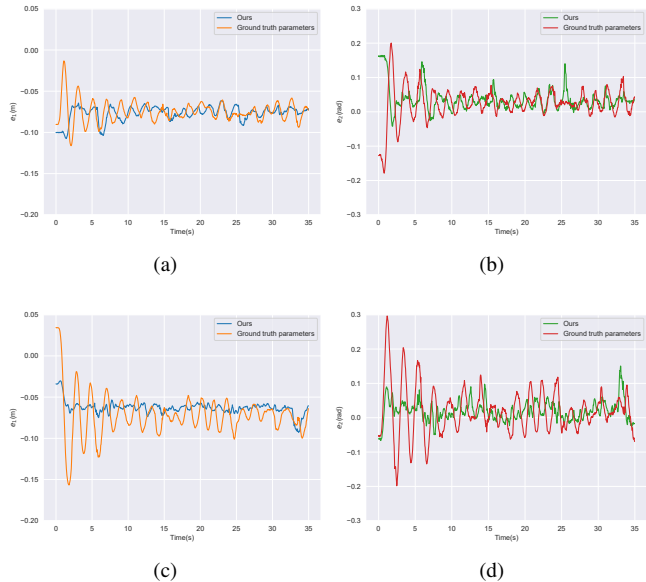 Ours
Ground truth parameters
0.05
0.00
−0.05
−0.10
−0.15
−0.20
e₁(m)
0 5 10 15 20 25 30 35
Time(s)
(a)
Ours
Ground truth parameters
0.3
0.2
0.1
0.0
−0.1
−0.2
−0.3
e₂(rad)
0 5 10 15 20 25 30 35
Time(s)
(b)
Ours
Ground truth parameters
0.05
0.00
−0.05
−0.10
−0.15
−0.20
e₁(m)
0 5 10 15 20 25 30 35
Time(s)
(c)
Ours
Ground truth parameters
0.3
0.2
0.1
0.0
−0.1
−0.2
−0.3
e₂(rad)
0 5 10 15 20 25 30 35
Time(s)
(d)